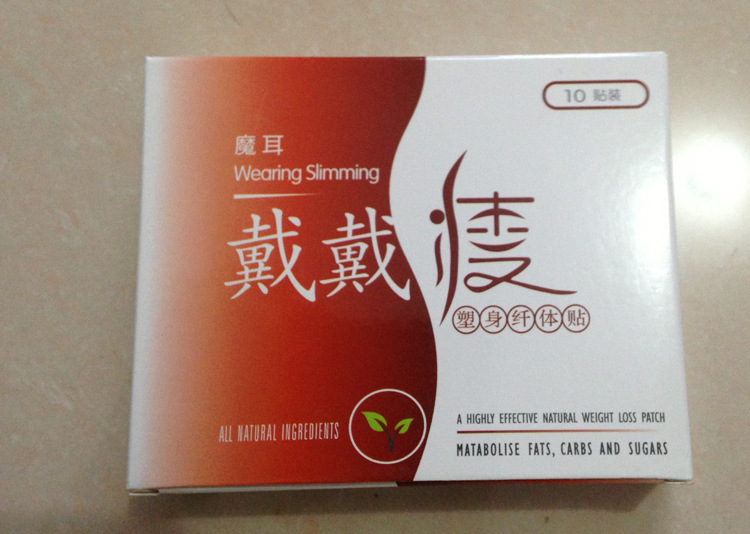 10 贴装
魔耳
Wearing Slimming
戴戴瘦
塑身纤体贴
ALL NATURAL INGREDIENTS
A HIGHLY EFFECTIVE NATURAL WEIGHT LOSS PATCH
MATABOLISE FATS, CARBS AND SUGARS